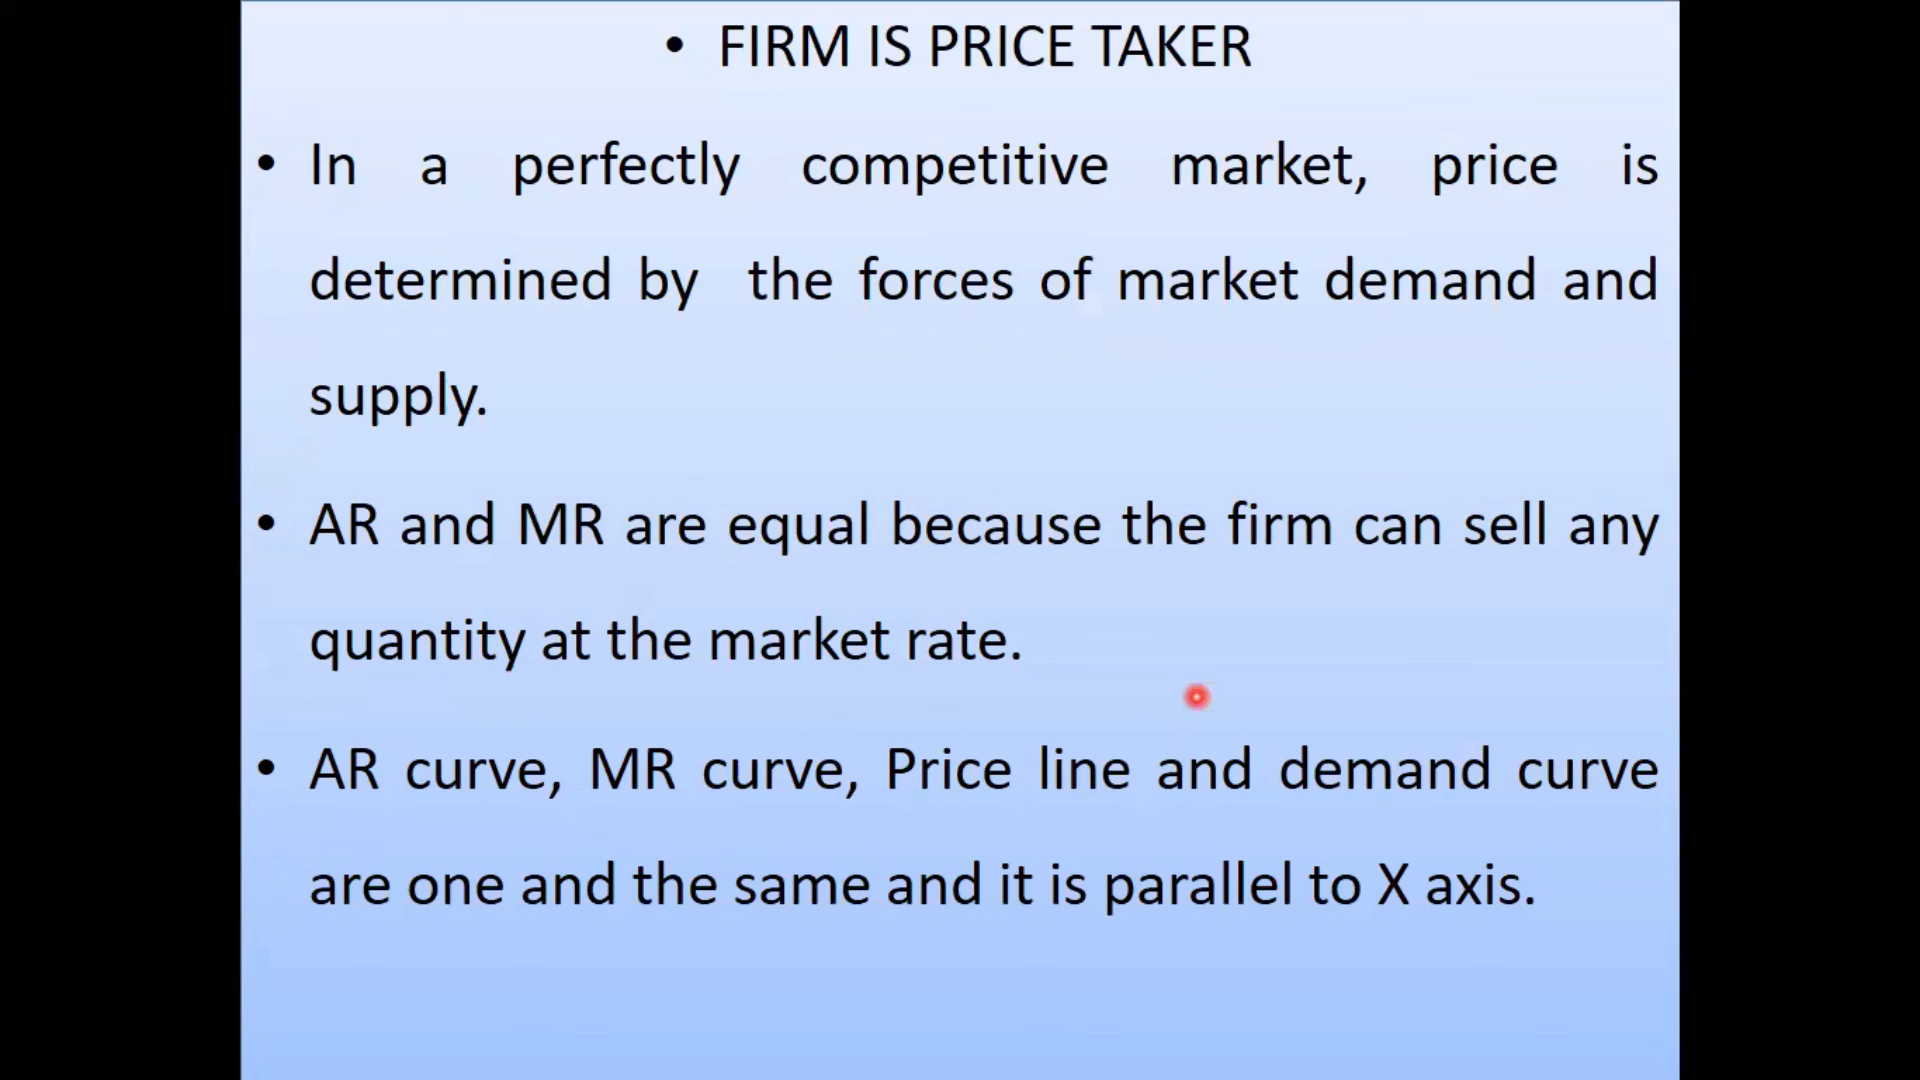 • FIRM IS PRICE TAKER
• In a perfectly competitive market, price is
determined by the forces of market demand and
supply.
• AR and MR are equal because the firm can sell any
quantity at the market rate.
• AR curve, MR curve, Price line and demand curve
are one and the same and it is parallel to X axis.